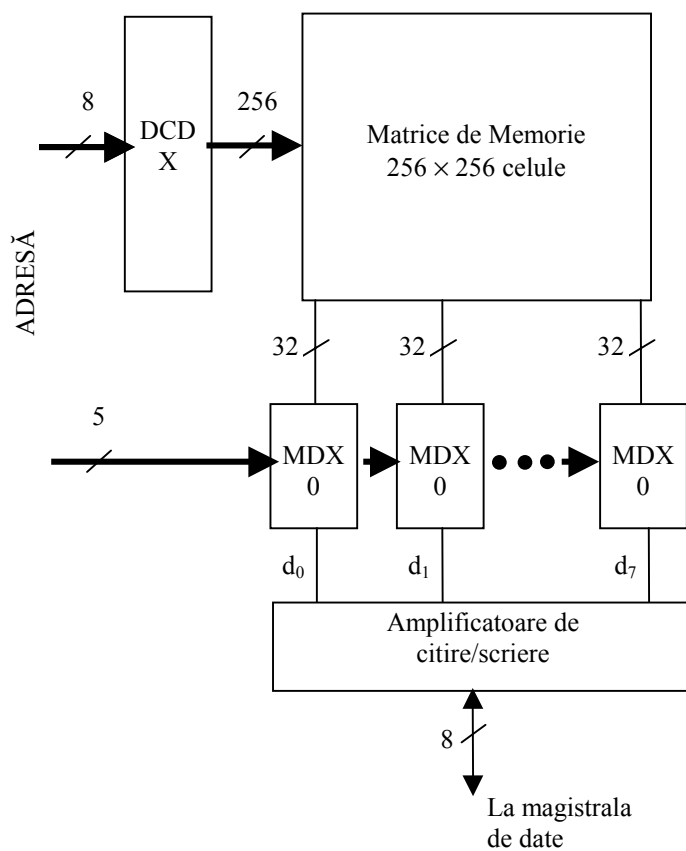 8
DCD
X
256
Matrice de Memorie
256 × 256 celule
ADRESĂ
32
32
32
5
MDX
0
MDX
0
MDX
0
d₀
d₁
d₇
Amplificatoare de
citire/scriere
8
La magistrala
de date